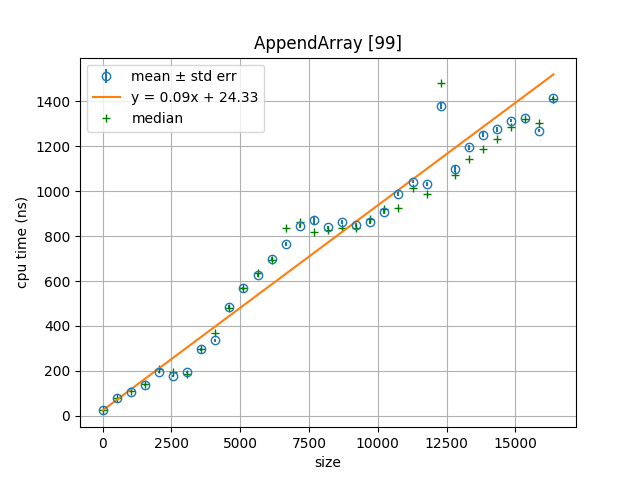 AppendArray [99]
mean ± std err
y = 0.09x + 24.33
median
1400
1200
1000
800
600
400
200
0
cpu time (ns)
0 2500 5000 7500 10000 12500 15000
size